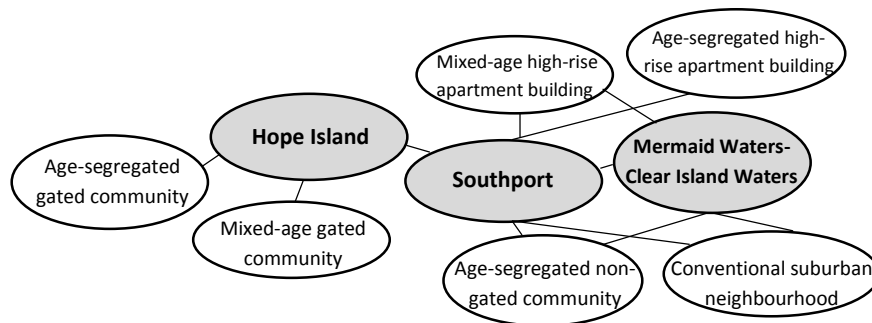 Mixed-age high-rise
apartment building
Age-segregated high-
rise apartment building
Hope Island
Age-segregated
gated community
Mermaid Waters-
Clear Island Waters
Southport
Mixed-age gated
community
Age-segregated non-
gated community
Conventional suburban
neighbourhood